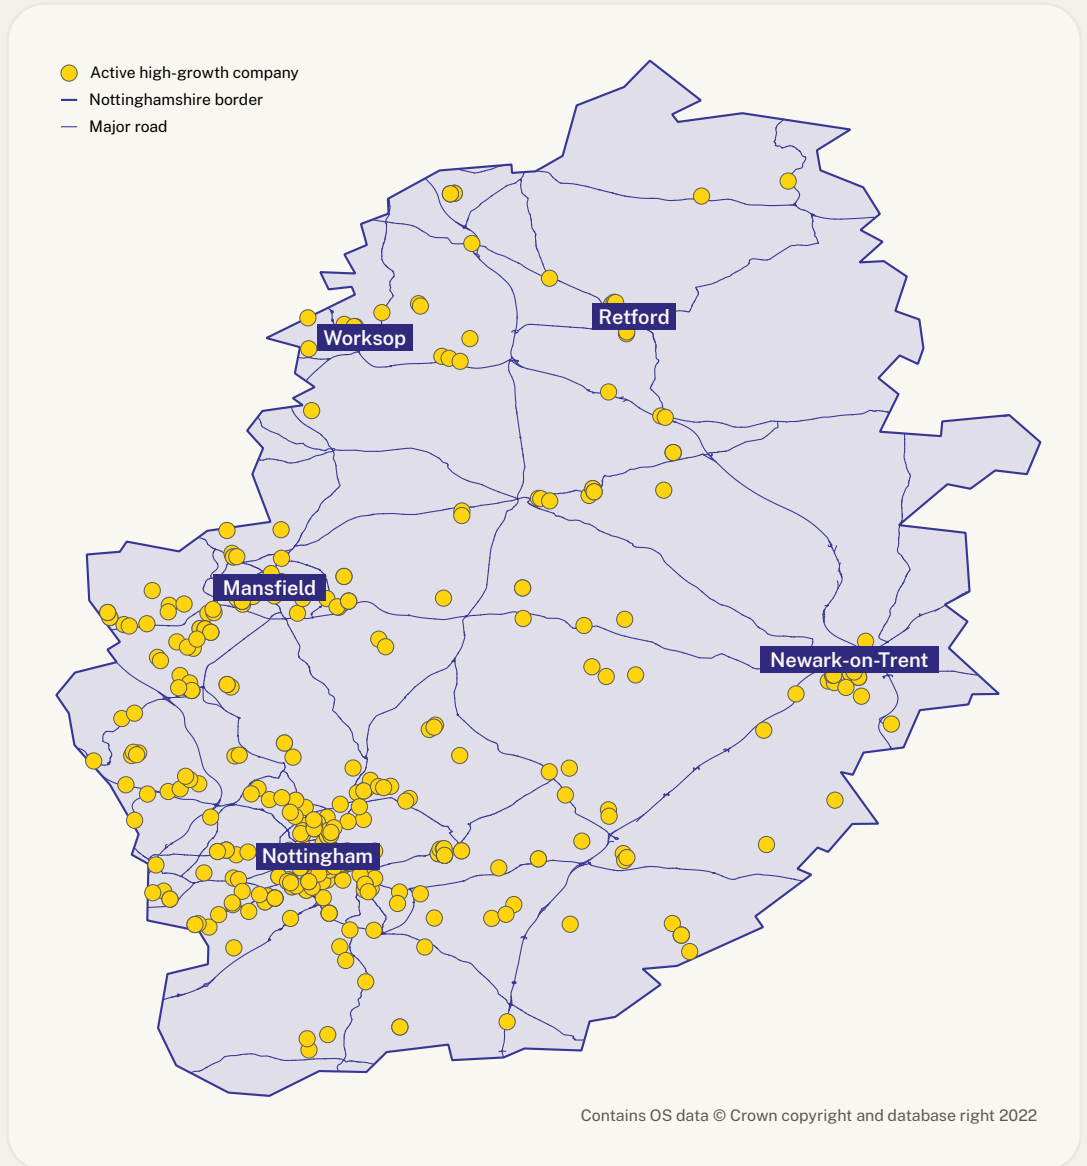 Active high-growth company
Nottinghamshire border
Major road
Retford
Worksop
Mansfield
Newark-on-Trent
Nottingham
Contains OS data © Crown copyright and database right 2022